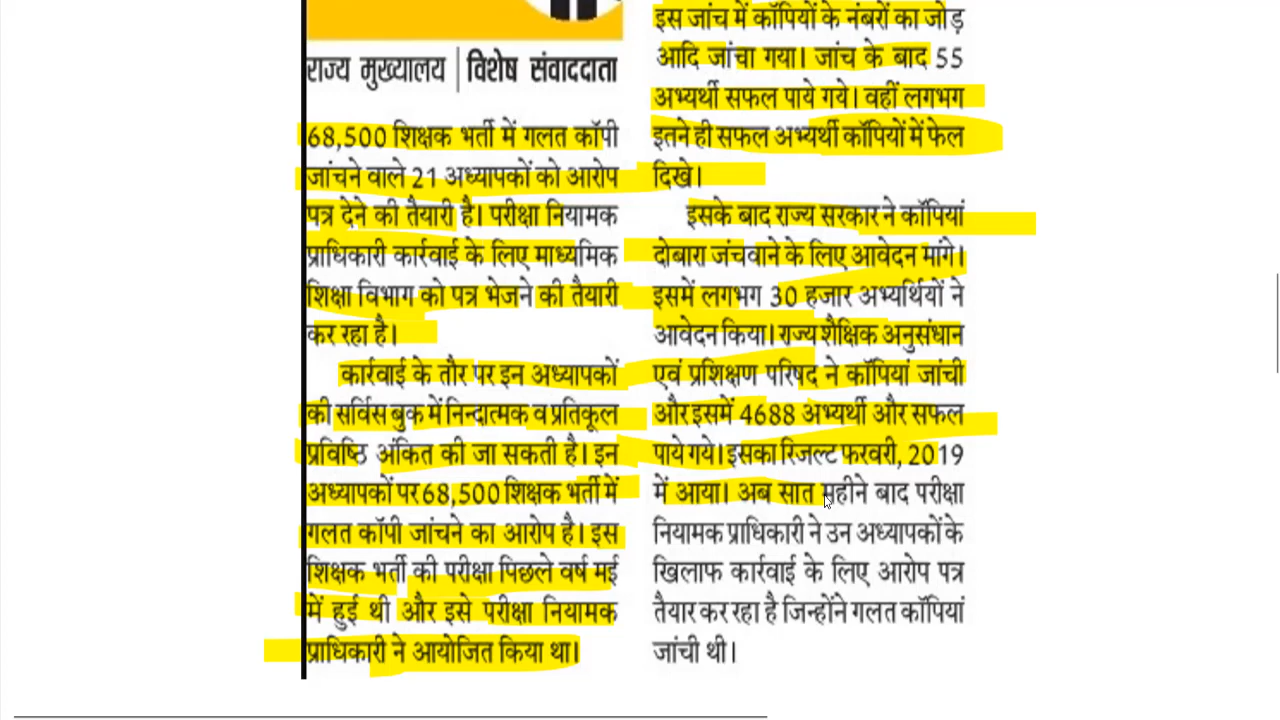 राज्य मुख्यालय | विशेष संवाददाता
68,500 शिक्षक भर्ती में गलत कॉपी
जांचने वाले 21 अध्यापकों को आरोप
पत्र देने की तैयारी है। परीक्षा नियामक
प्राधिकारी कार्रवाई के लिए माध्यमिक
शिक्षा विभाग को पत्र भेजने की तैयारी
कर रहा है।
कार्रवाई के तौर पर इन अध्यापकों
की सर्विस बुक में निन्दात्मक व प्रतिकूल
प्रविष्ठि अंकित की जा सकती है। इन
अध्यापकों पर 68,500 शिक्षक भर्ती में
गलत कॉपी जांचने का आरोप है। इस
शिक्षक भर्ती की परीक्षा पिछले वर्ष मई
में हुई थी और इसे परीक्षा नियामक
प्राधिकारी ने आयोजित किया था।
इस जांच में कॉपियों के नंबरों का जोड़
आदि जांचा गया। जांच के बाद 55
अभ्यर्थी सफल पाये गये। वहीं लगभग
इतने ही सफल अभ्यर्थी कॉपियों में फेल
दिखे।
इसके बाद राज्य सरकार ने कॉपियां
दोबारा जंचवाने के लिए आवेदन मांगे।
इसमें लगभग 30 हजार अभ्यर्थियों ने
आवेदन किया। राज्य शैक्षिक अनुसंधान
एवं प्रशिक्षण परिषद ने कॉपियां जांची
और इसमें 4688 अभ्यर्थी और सफल
पाये गये। इसका रिजल्ट फरवरी, 2019
में आया। अब सात महीने बाद परीक्षा
नियामक प्राधिकारी ने उन अध्यापकों के
खिलाफ कार्रवाई के लिए आरोप पत्र
तैयार कर रहा है जिन्होंने गलत कॉपियां
जांची थी।